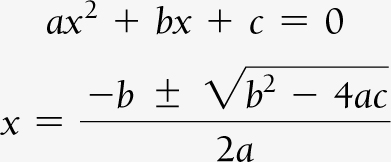 ax² + bx + c = 0
x = (−b ± √(b² − 4ac)) / 2a